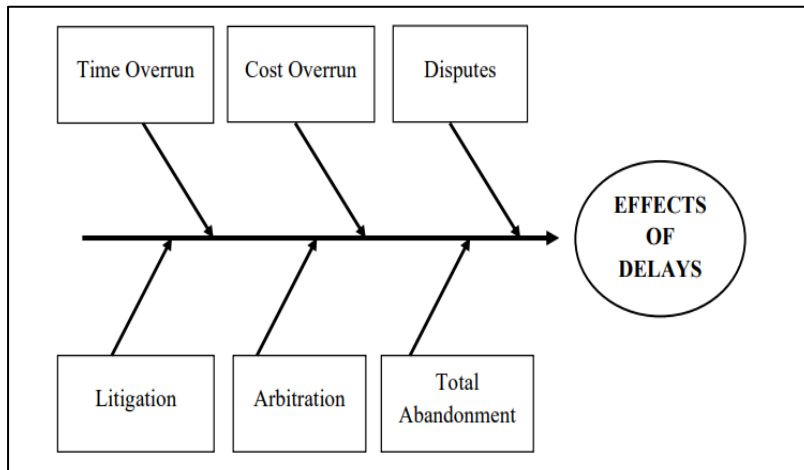 Time Overrun
Cost Overrun
Disputes
EFFECTS
OF
DELAYS
Litigation
Arbitration
Total
Abandonment